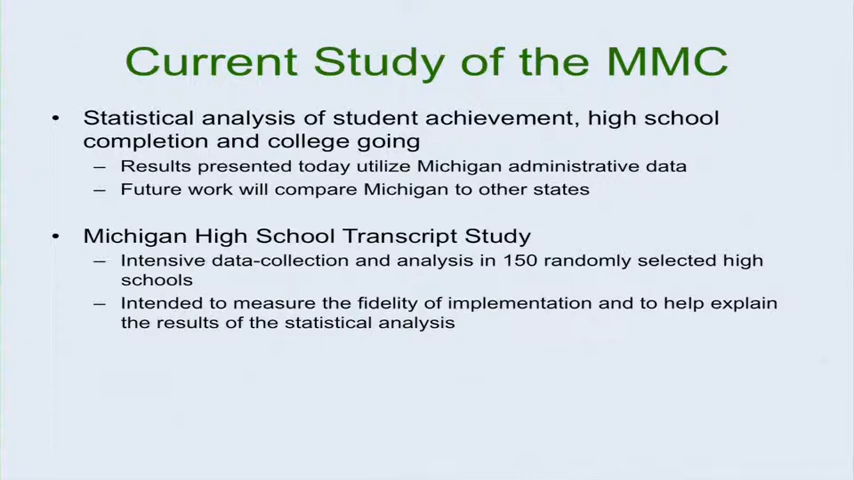 Current Study of the MMC
• Statistical analysis of student achievement, high school
completion and college going
– Results presented today utilize Michigan administrative data
– Future work will compare Michigan to other states
• Michigan High School Transcript Study
– Intensive data-collection and analysis in 150 randomly selected high
schools
– Intended to measure the fidelity of implementation and to help explain
the results of the statistical analysis